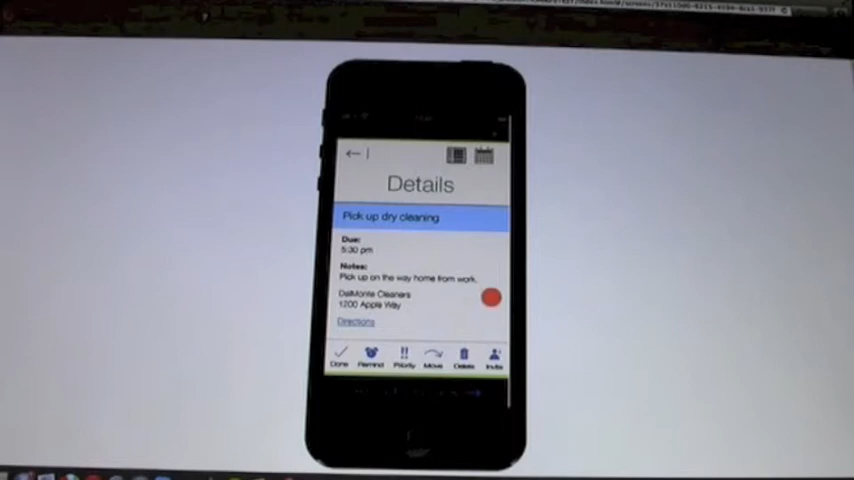 Details
Pick up dry cleaning
Due:
5:30 pm
Notes:
Pick up on the way home from work.
DelMonte Cleaners
1200 Apple Way
Directions
Done Remind Priority Move Delete Invite